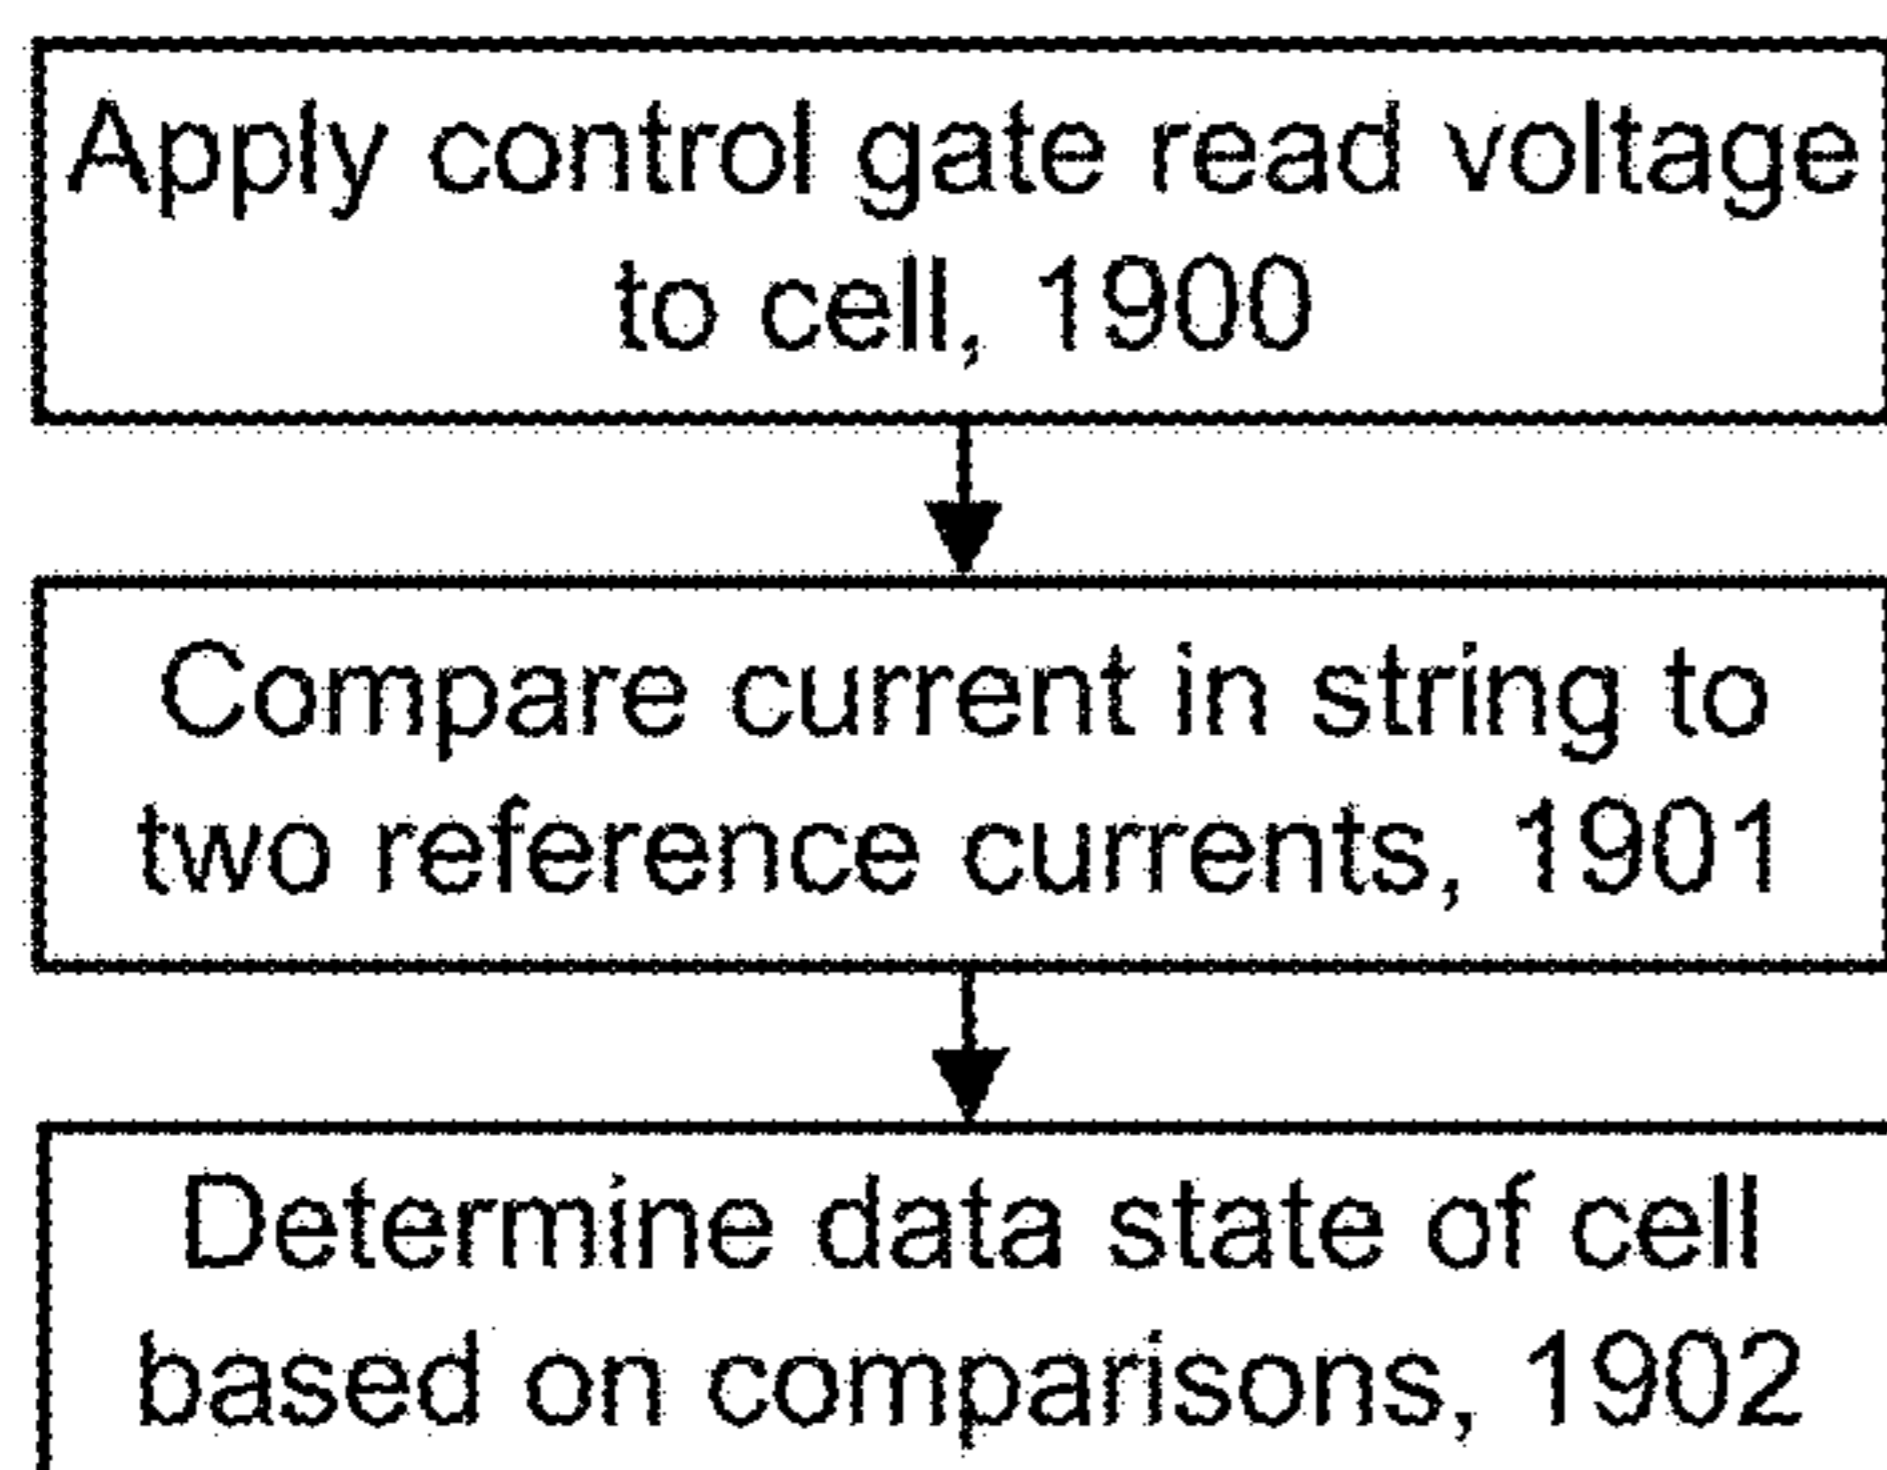 Apply control gate read voltage
to cell, 1900
Compare current in string to
two reference currents, 1901
Determine data state of cell
based on comparisons, 1902